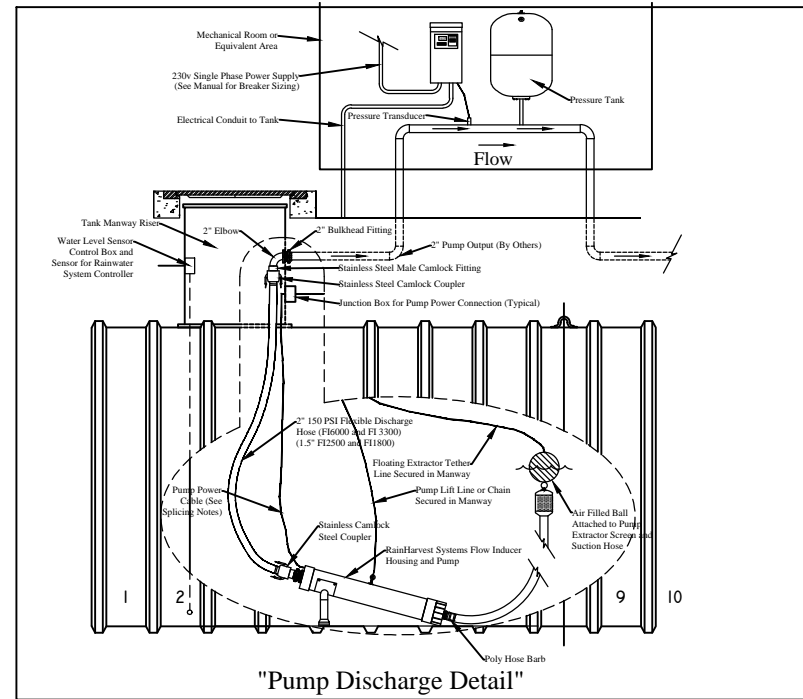 Mechanical Room or
Equivalent Area
230v Single Phase Power Supply
(See Manual for Breaker Sizing)
Electrical Conduit to Tank
Pressure Transducer
Pressure Tank
Flow
Tank Manway Riser
2" Elbow
2" Bulkhead Fitting
Water Level Sensor
Control Box and
Sensor for Rainwater
System Controller
2" Pump Output (By Others)
Stainless Steel Male Camlock Fitting
Stainless Steel Camlock Coupler
Junction Box for Pump Power Connection (Typical)
2" 150 PSI Flexible Discharge
Hose (FI6000 and FI 3300)
(1.5" FI2500 and FI1800)
Floating Extractor Tether
Line Secured in Manway
Pump Power
Cable (See
Splicing Notes)
Pump Lift Line or Chain
Secured in Manway
Air Filled Ball
Attached to Pump
Extractor Screen and
Suction Hose
Stainless Camlock
Steel Coupler
RainHarvest Systems Flow Inducer
Housing and Pump
1 2 9 10
Poly Hose Barb
"Pump Discharge Detail"